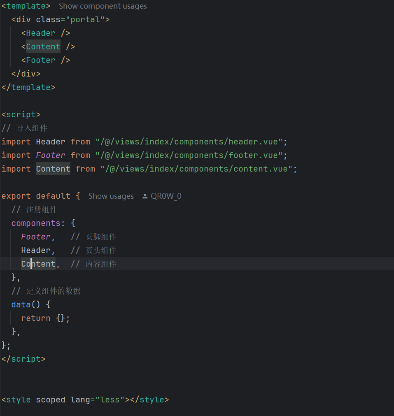 <template>  Show component usages
  <div class="portal">
    <Header />
    <Content />
    <Footer />
  </div>
</template>

<script>
// 导入组件
import Header from "/@/views/index/components/header.vue";
import Footer from "/@/views/index/components/footer.vue";
import Content from "/@/views/index/components/content.vue";

export default {  Show usages  QR0W_0
  // 注册组件
  components: {
    Footer,   // 页脚组件
    Header,   // 页头组件
    Content,  // 内容组件
  },
  // 定义组件的数据
  data() {
    return {};
  },
};
</script>

<style scoped lang="less"></style>